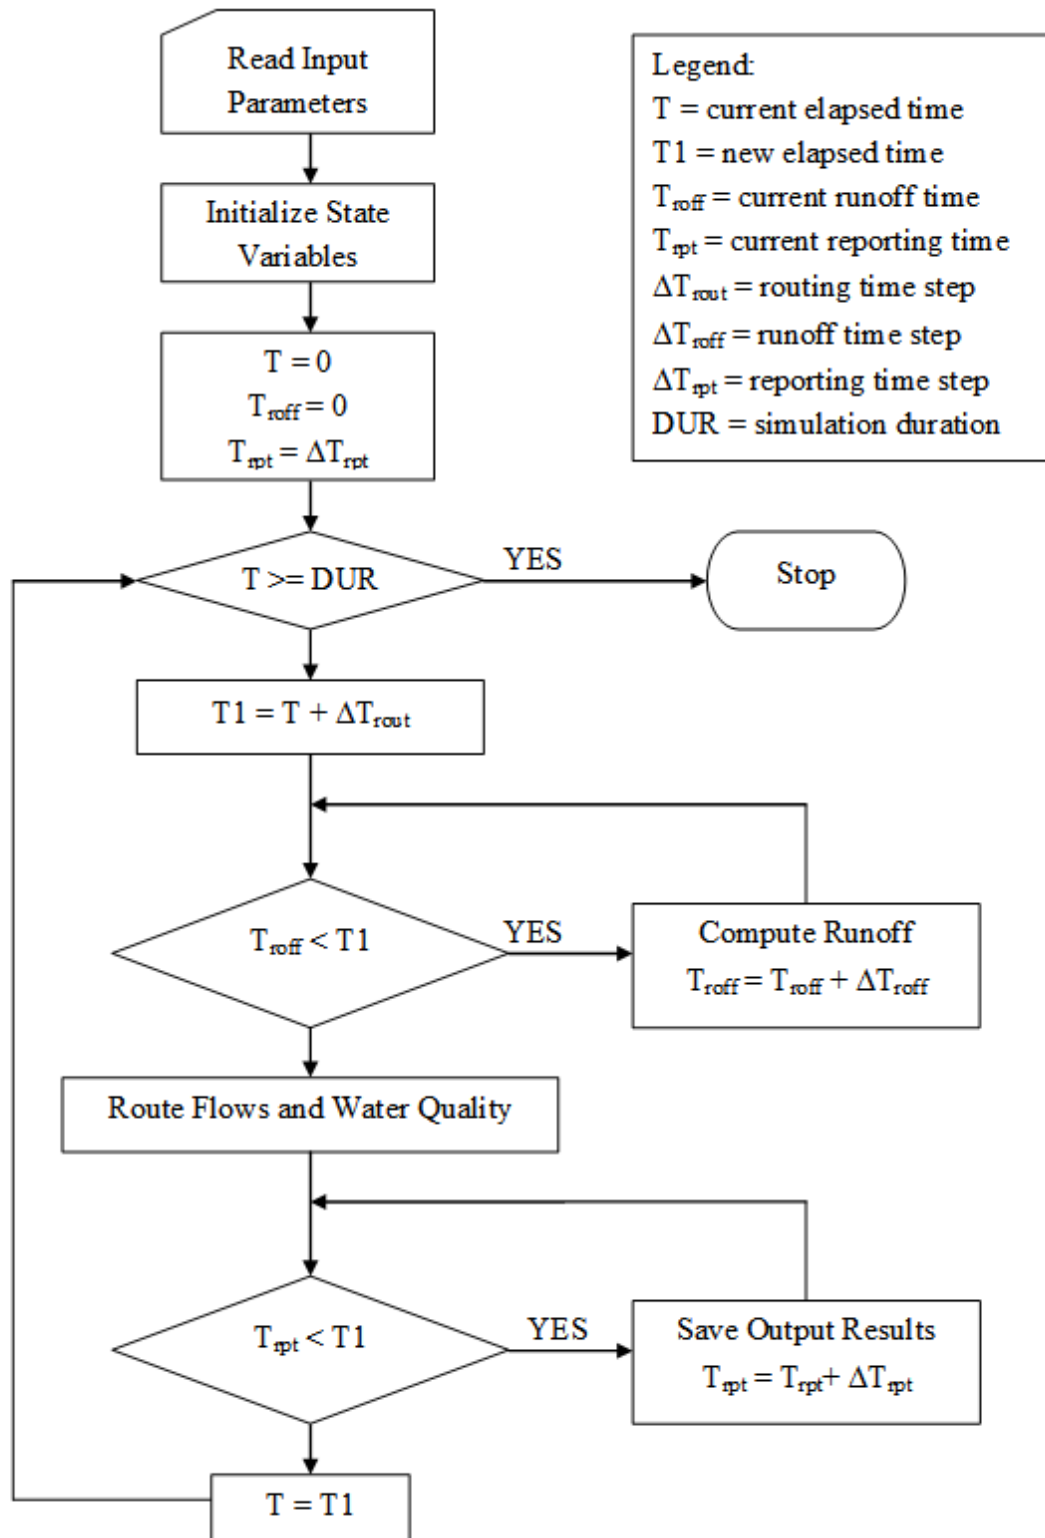 Read Input
Parameters
Legend:
T = current elapsed time
T1 = new elapsed time
Troff = current runoff time
Trpt = current reporting time
ΔTrout = routing time step
ΔTroff = runoff time step
ΔTrpt = reporting time step
DUR = simulation duration
Initialize State
Variables
T = 0
Troff = 0
Trpt = ΔTrpt
T >= DUR
YES
Stop
T1 = T + ΔTrout
Troff < T1
YES
Compute Runoff
Troff = Troff + ΔTroff
Route Flows and Water Quality
Trpt < T1
YES
Save Output Results
Trpt = Trpt+ ΔTrpt
T = T1